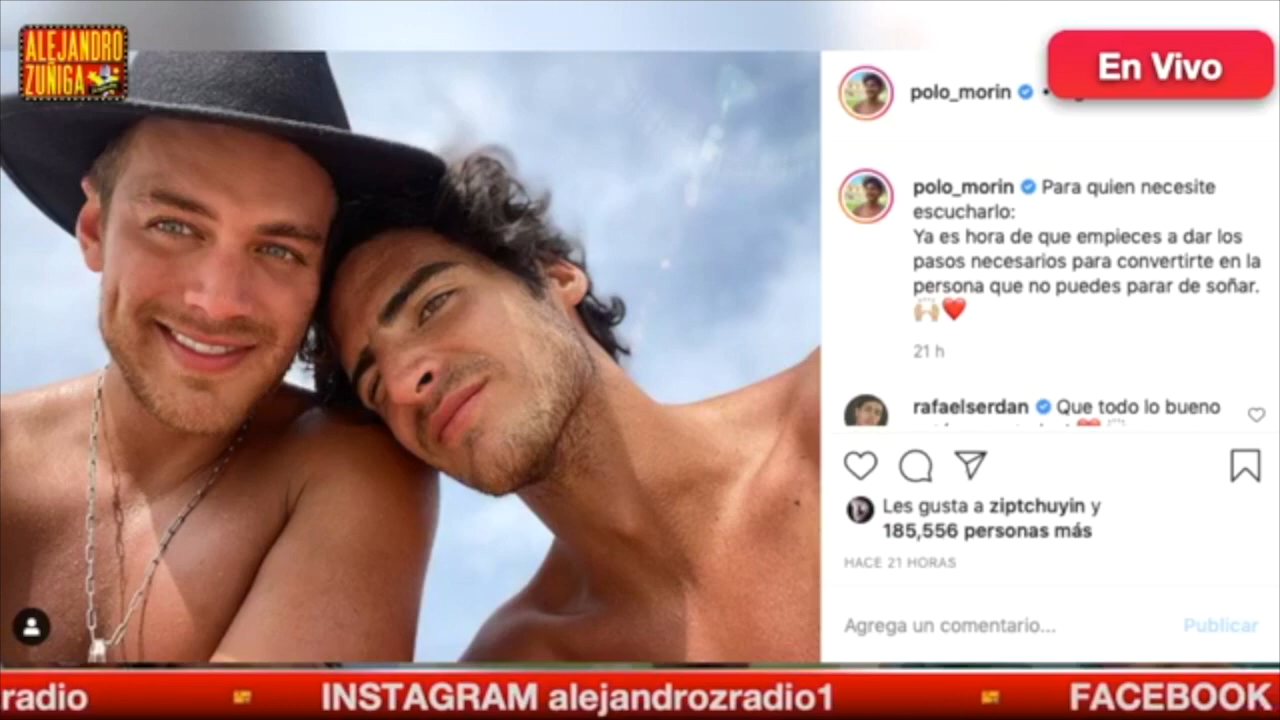 ALEJANDRO
ZUÑIGA
En Vivo
polo_morin
polo_morin Para quien necesite
escucharlo:
Ya es hora de que empieces a dar los
pasos necesarios para convertirte en la
persona que no puedes parar de soñar.
21 h
rafaelserdan Que todo lo bueno
Les gusta a ziptchuyin y
185,556 personas más
HACE 21 HORAS
Agrega un comentario... Publicar
radio INSTAGRAM alejandrozradio1 FACEBOOK